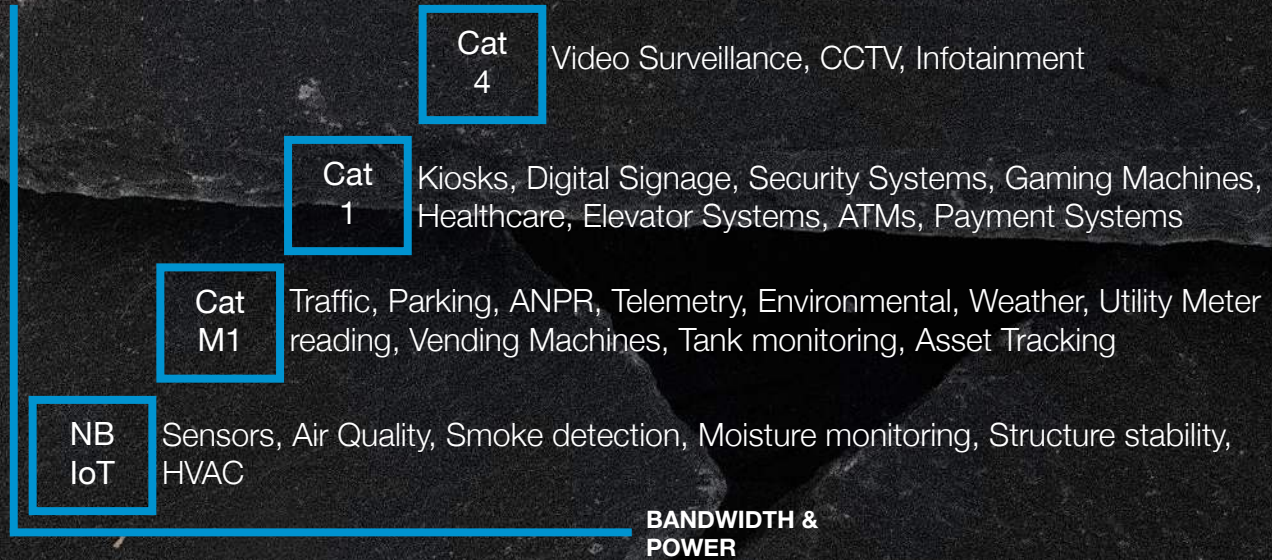 Cat
4
Video Surveillance, CCTV, Infotainment
Cat
1
Kiosks, Digital Signage, Security Systems, Gaming Machines,
Healthcare, Elevator Systems, ATMs, Payment Systems
Cat
M1
Traffic, Parking, ANPR, Telemetry, Environmental, Weather, Utility Meter
reading, Vending Machines, Tank monitoring, Asset Tracking
NB
IoT
Sensors, Air Quality, Smoke detection, Moisture monitoring, Structure stability,
HVAC
BANDWIDTH &
POWER